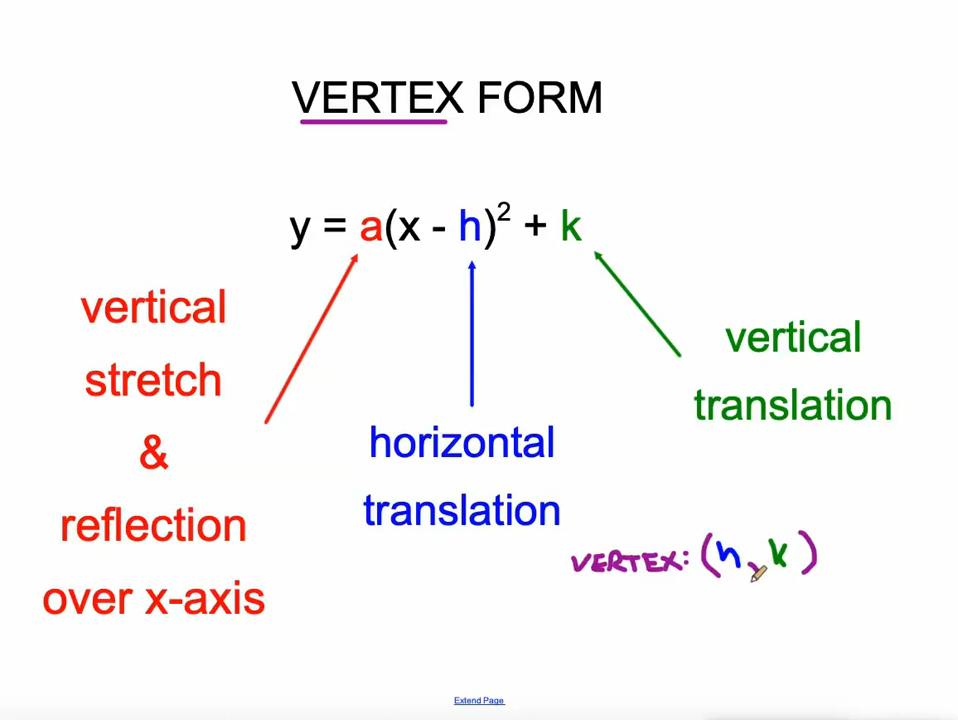 VERTEX FORM
y = a(x - h)² + k
vertical
stretch
&
reflection
over x-axis
horizontal
translation
vertical
translation
VERTEX: (h, k)
Extend Page